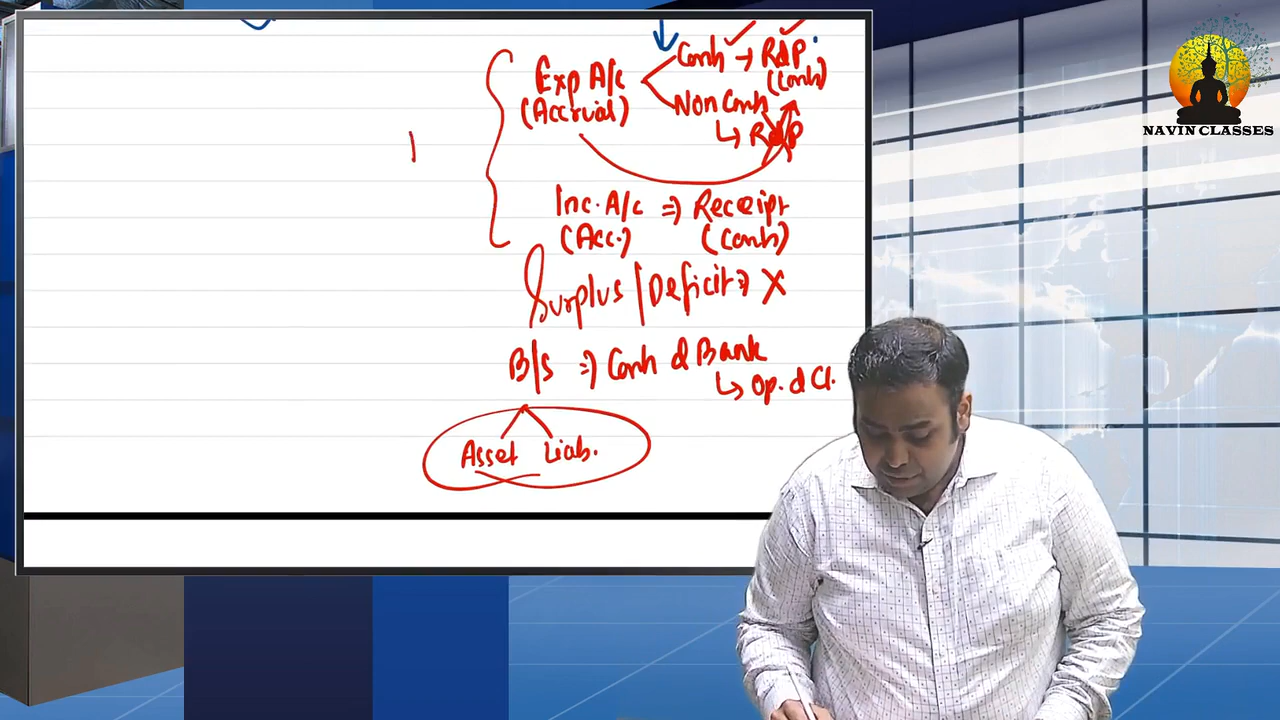 Cash → R&P
(Cash)
Exp A/c
(Accrual)
Non Cash
↳ R&P
Inc. A/c ⇒ Receipt
(Acc.) (Cash)
Surplus / Deficit ⇒ X
B/S ⇒ Cash & Bank
↳ Op. & Cl.
Asset Liab.
NAVIN CLASSES